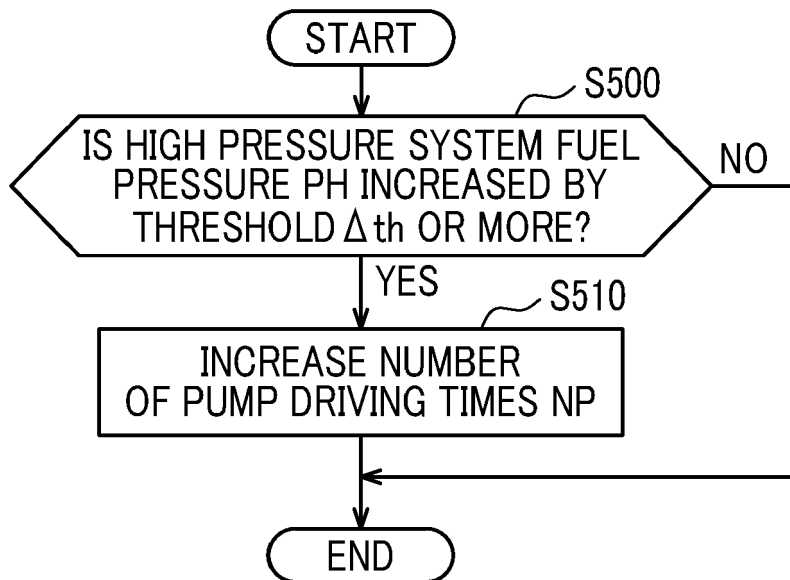 START
S500
IS HIGH PRESSURE SYSTEM FUEL
PRESSURE PH INCREASED BY
THRESHOLD Δth OR MORE?
NO
YES
S510
INCREASE NUMBER
OF PUMP DRIVING TIMES NP
END